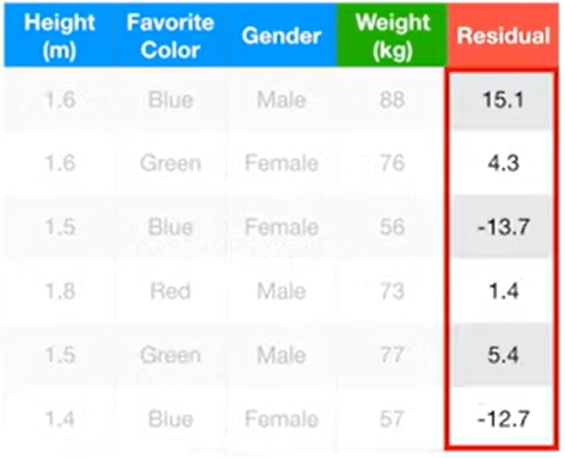 Height (m) Favorite Color Gender Weight (kg) Residual
1.6 Blue Male 88 15.1
1.6 Green Female 76 4.3
1.5 Blue Female 56 -13.7
1.8 Red Male 73 1.4
1.5 Green Male 77 5.4
1.4 Blue Female 57 -12.7